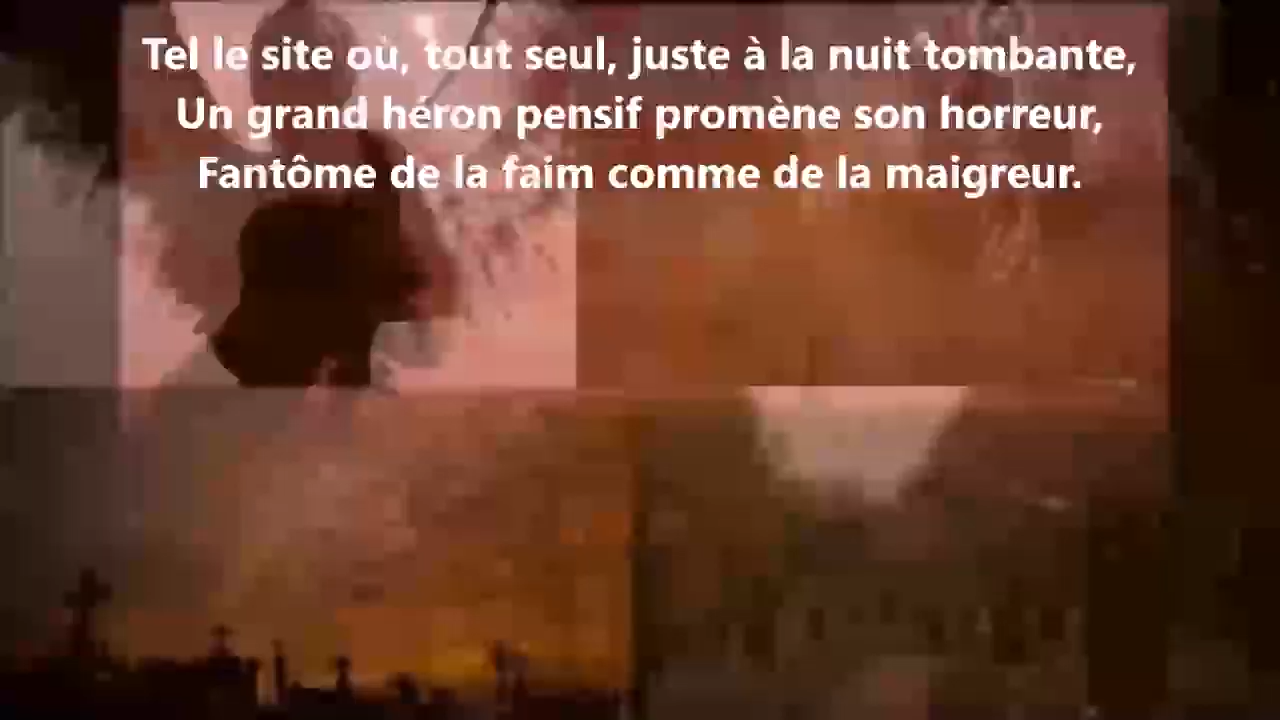 Tel le site où, tout seul, juste à la nuit tombante,
Un grand héron pensif promène son horreur,
Fantôme de la faim comme de la maigreur.